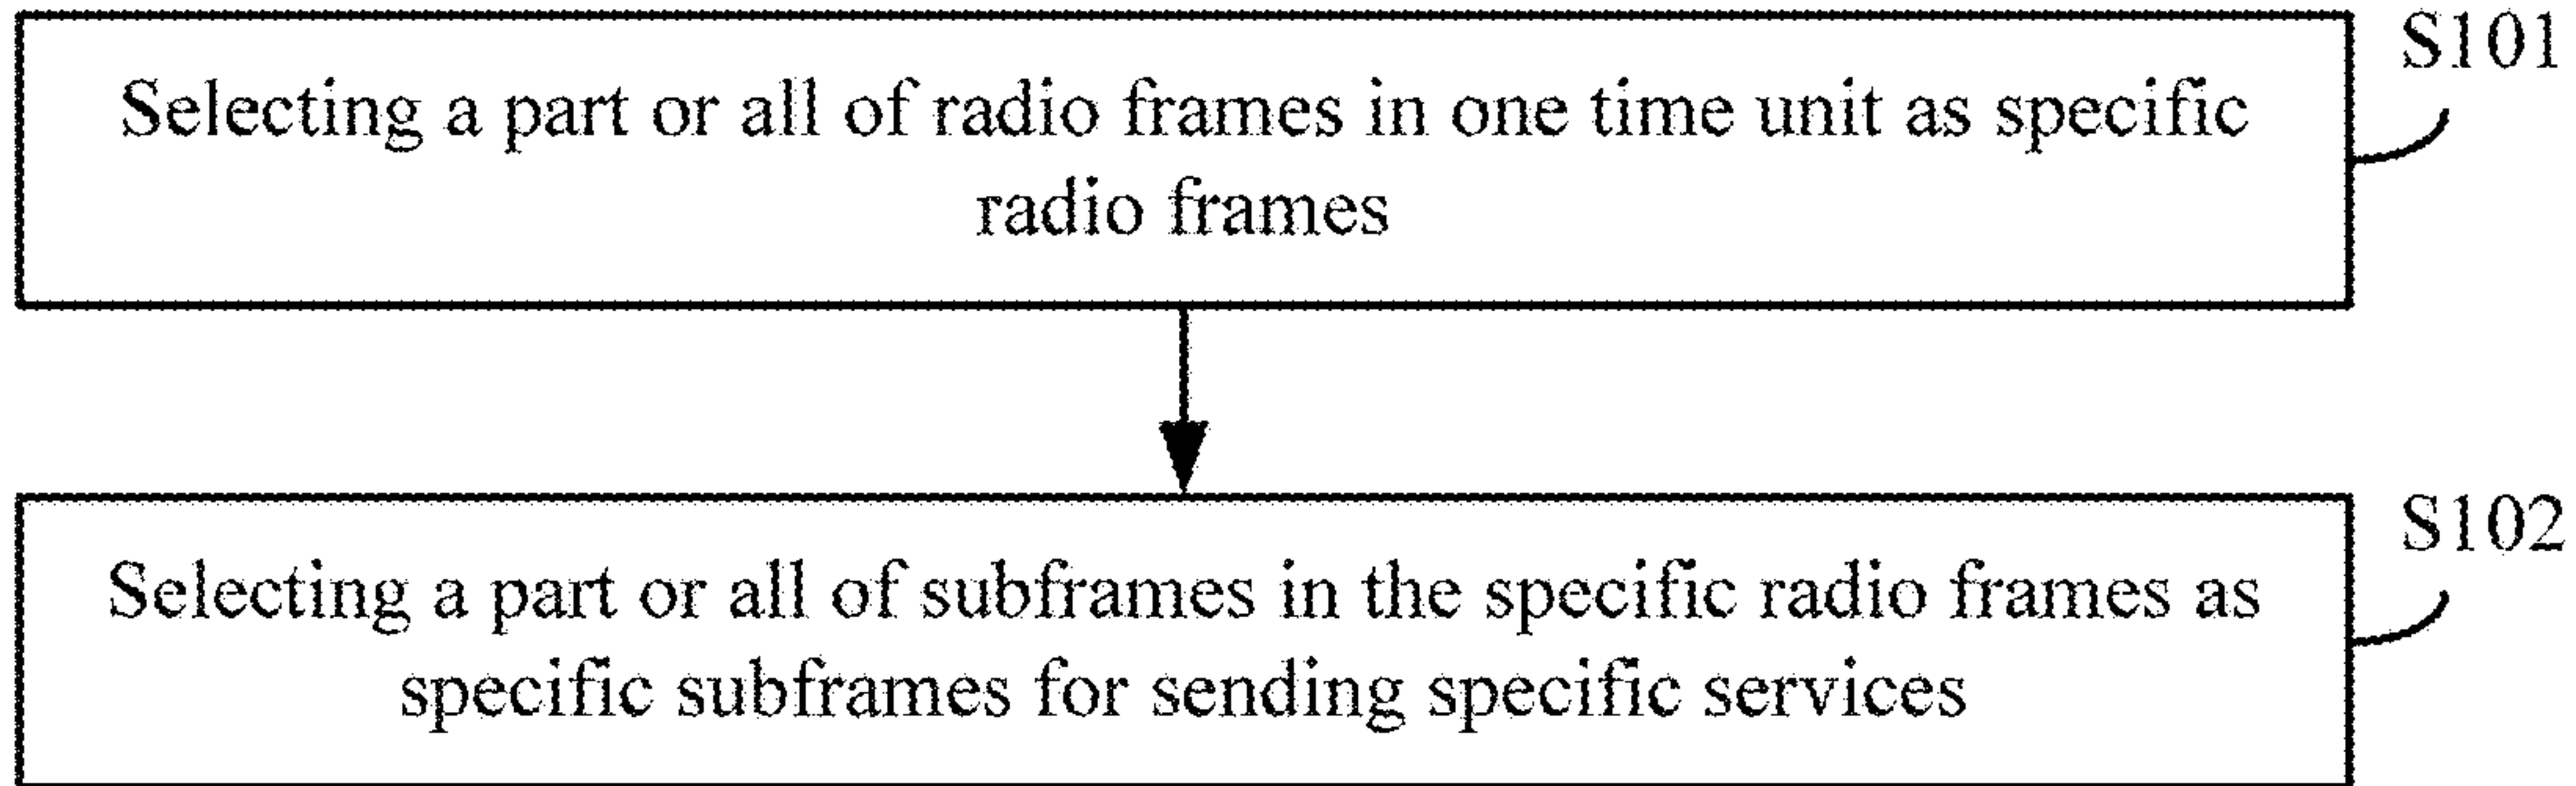 Selecting a part or all of radio frames in one time unit as specific
radio frames
S101
Selecting a part or all of subframes in the specific radio frames as
specific subframes for sending specific services
S102